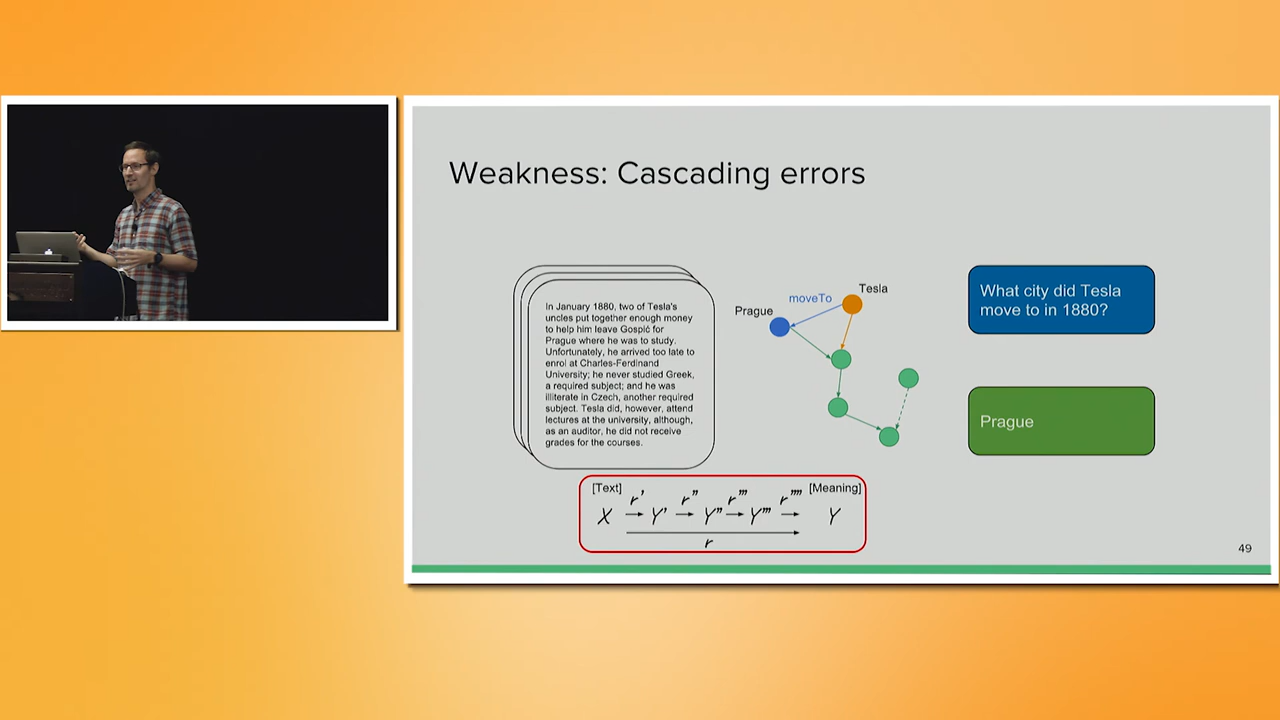 Weakness: Cascading errors
In January 1880, two of Tesla's
uncles put together enough money
to help him leave Gospić for
Prague where he was to study.
Unfortunately, he arrived too late to
enrol at Charles-Ferdinand
University; he never studied Greek,
a required subject; and he was
illiterate in Czech, another required
subject. Tesla did, however, attend
lectures at the university, although,
as an auditor, he did not receive
grades for the courses.
Tesla
moveTo
Prague
What city did Tesla
move to in 1880?
Prague
[Text] [Meaning]
r' r'' r''' r''''
X → Y' → Y'' → Y''' → Y
r
49